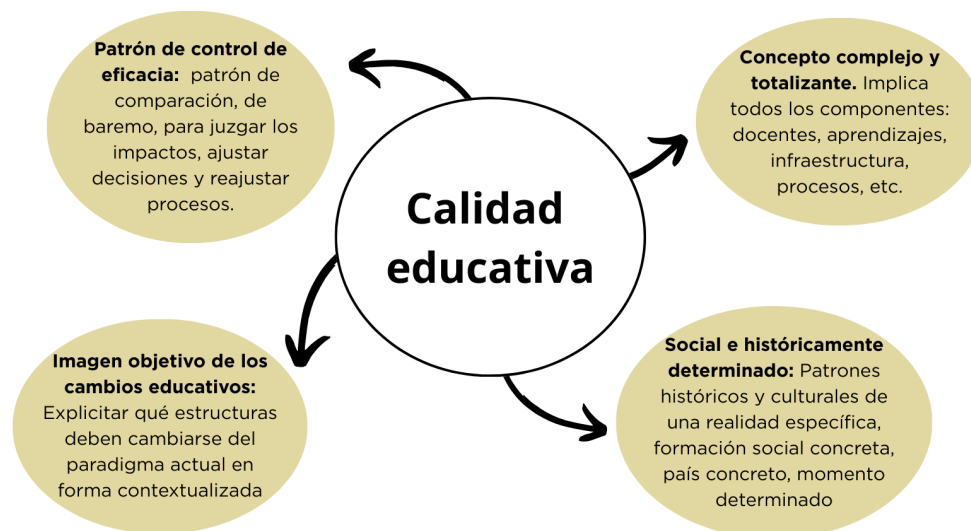 Patrón de control de
eficacia: patrón de
comparación, de
baremo, para juzgar los
impactos, ajustar
decisiones y reajustar
procesos.
Concepto complejo y
totalizante. Implica
todos los componentes:
docentes, aprendizajes,
infraestructura,
procesos, etc.
Calidad
educativa
Imagen objetivo de los
cambios educativos:
Explicitar qué estructuras
deben cambiarse del
paradigma actual en
forma contextualizada
Social e históricamente
determinado: Patrones
históricos y culturales de
una realidad específica,
formación social concreta,
país concreto, momento
determinado